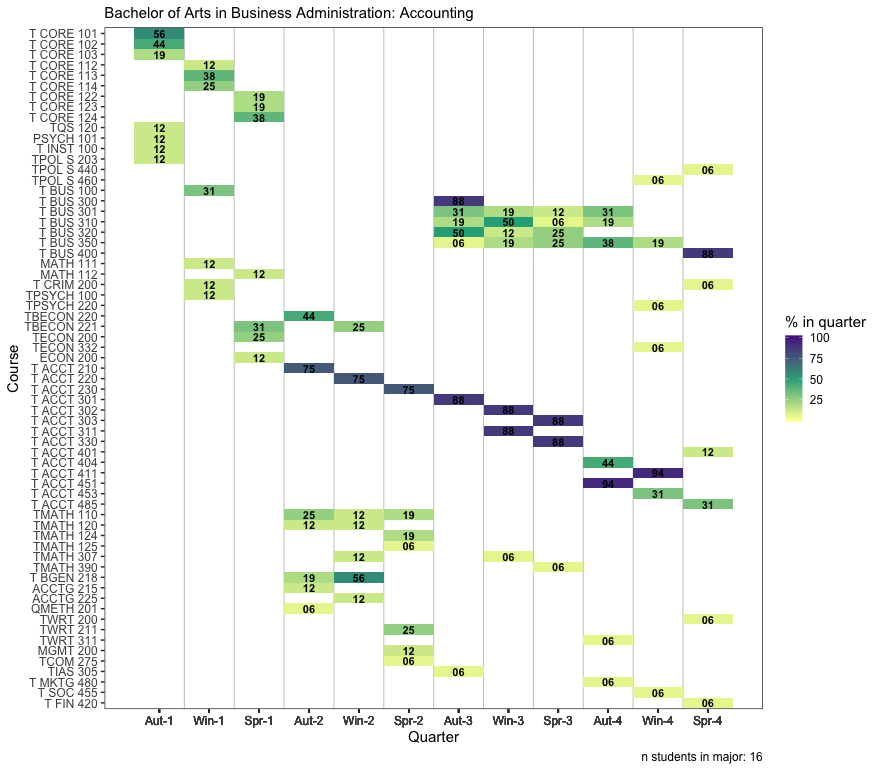 Bachelor of Arts in Business Administration: Accounting
T CORE 101 56
T CORE 102 44
T CORE 103 19
T CORE 112 12
T CORE 113 38
T CORE 114 25
T CORE 122 19
T CORE 123 19
T CORE 124 38
TQS 120 12
PSYCH 101 12
T INST 100 12
TPOL S 203 12
TPOL S 440 06
TPOL S 460 06
T BUS 100 31
T BUS 300 88
T BUS 301 31 19 12 31
T BUS 310 19 50 06 19
T BUS 320 50 12 25
T BUS 350 06 19 25 38 19
T BUS 400 88
MATH 111 12
MATH 112 12
T CRIM 200 12 06
TPSYCH 100 12
TPSYCH 220 06
TBECON 220 44
TBECON 221 31 25
TECON 200 25
TECON 332 06
ECON 200 12
T ACCT 210 75
T ACCT 220 75
T ACCT 230 75
T ACCT 301 88
T ACCT 302 88
T ACCT 303 88
T ACCT 311 88
T ACCT 330 88
T ACCT 401 12
T ACCT 404 44
T ACCT 411 94
T ACCT 451 94
T ACCT 453 31
T ACCT 485 31
TMATH 110 25 12 19
TMATH 120 12 12
TMATH 124 19
TMATH 125 06
TMATH 307 12 06
TMATH 390 06
T BGEN 218 19 56
ACCTG 215 12
ACCTG 225 12
QMETH 201 06
TWRT 200 06
TWRT 211 25
TWRT 311 06
MGMT 200 12
TCOM 275 06
TIAS 305 06
T MKTG 480 06
T SOC 455 06
T FIN 420 06
Aut-1 Win-1 Spr-1 Aut-2 Win-2 Spr-2 Aut-3 Win-3 Spr-3 Aut-4 Win-4 Spr-4
Quarter
Course
% in quarter
100
75
50
25
n students in major: 16